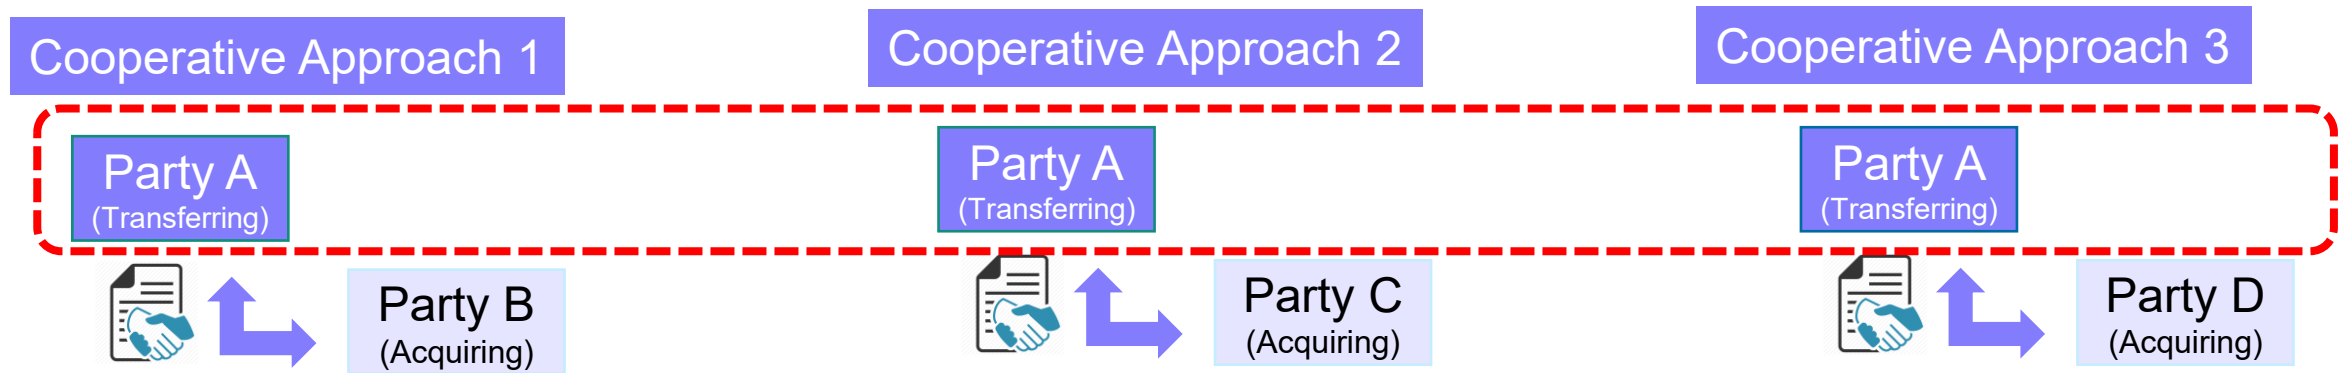 Cooperative Approach 1
Cooperative Approach 2
Cooperative Approach 3
Party A
(Transferring)
Party A
(Transferring)
Party A
(Transferring)
Party B
(Acquiring)
Party C
(Acquiring)
Party D
(Acquiring)